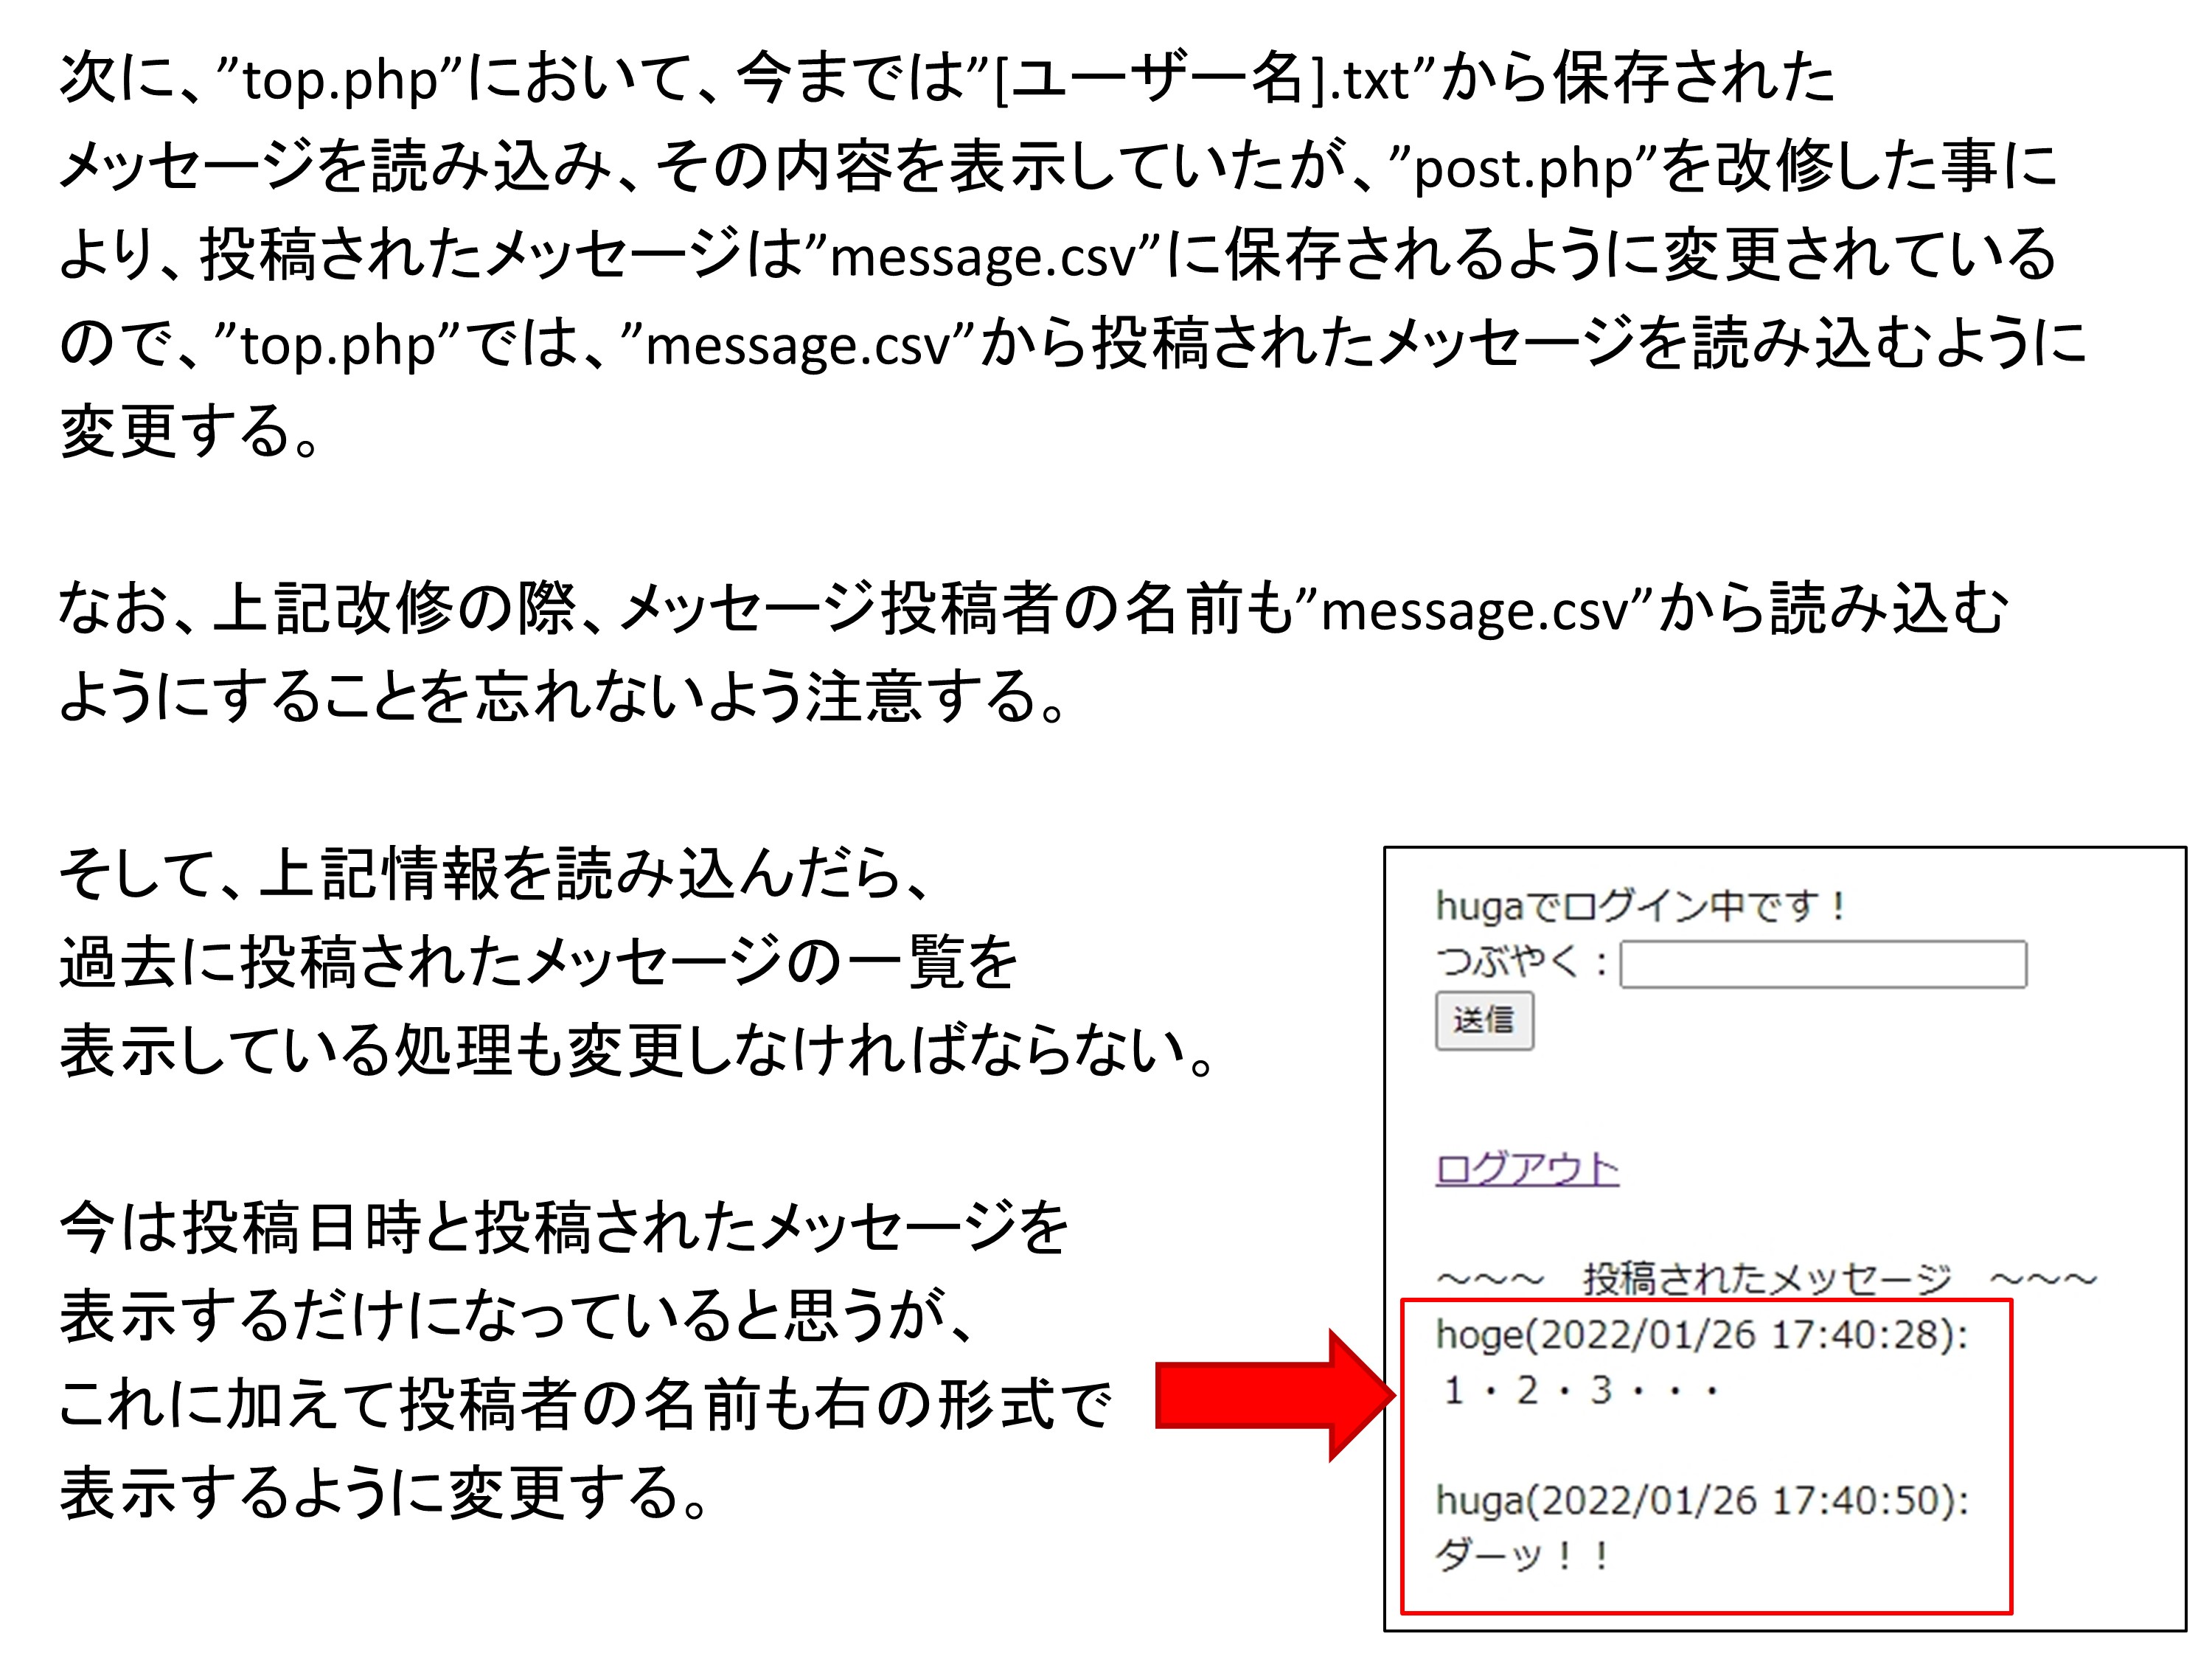 次に、”top.php”において、今までは”[ユーザー名].txt”から保存された
メッセージを読み込み、その内容を表示していたが、”post.php”を改修した事に
より、投稿されたメッセージは”message.csv”に保存されるように変更されている
ので、”top.php”では、”message.csv”から投稿されたメッセージを読み込むように
変更する。
なお、上記改修の際、メッセージ投稿者の名前も”message.csv”から読み込む
ようにすることを忘れないよう注意する。
そして、上記情報を読み込んだら、
過去に投稿されたメッセージの一覧を
表示している処理も変更しなければならない。
今は投稿日時と投稿されたメッセージを
表示するだけになっていると思うが、
これに加えて投稿者の名前も右の形式で
表示するように変更する。
hugaでログイン中です！
つぶやく：
送信
ログアウト
～～～　投稿されたメッセージ　～～～
hoge(2022/01/26 17:40:28):
１・２・３・・・
huga(2022/01/26 17:40:50):
ダーッ！！